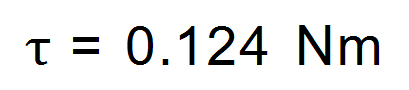 τ = 0.124 Nm